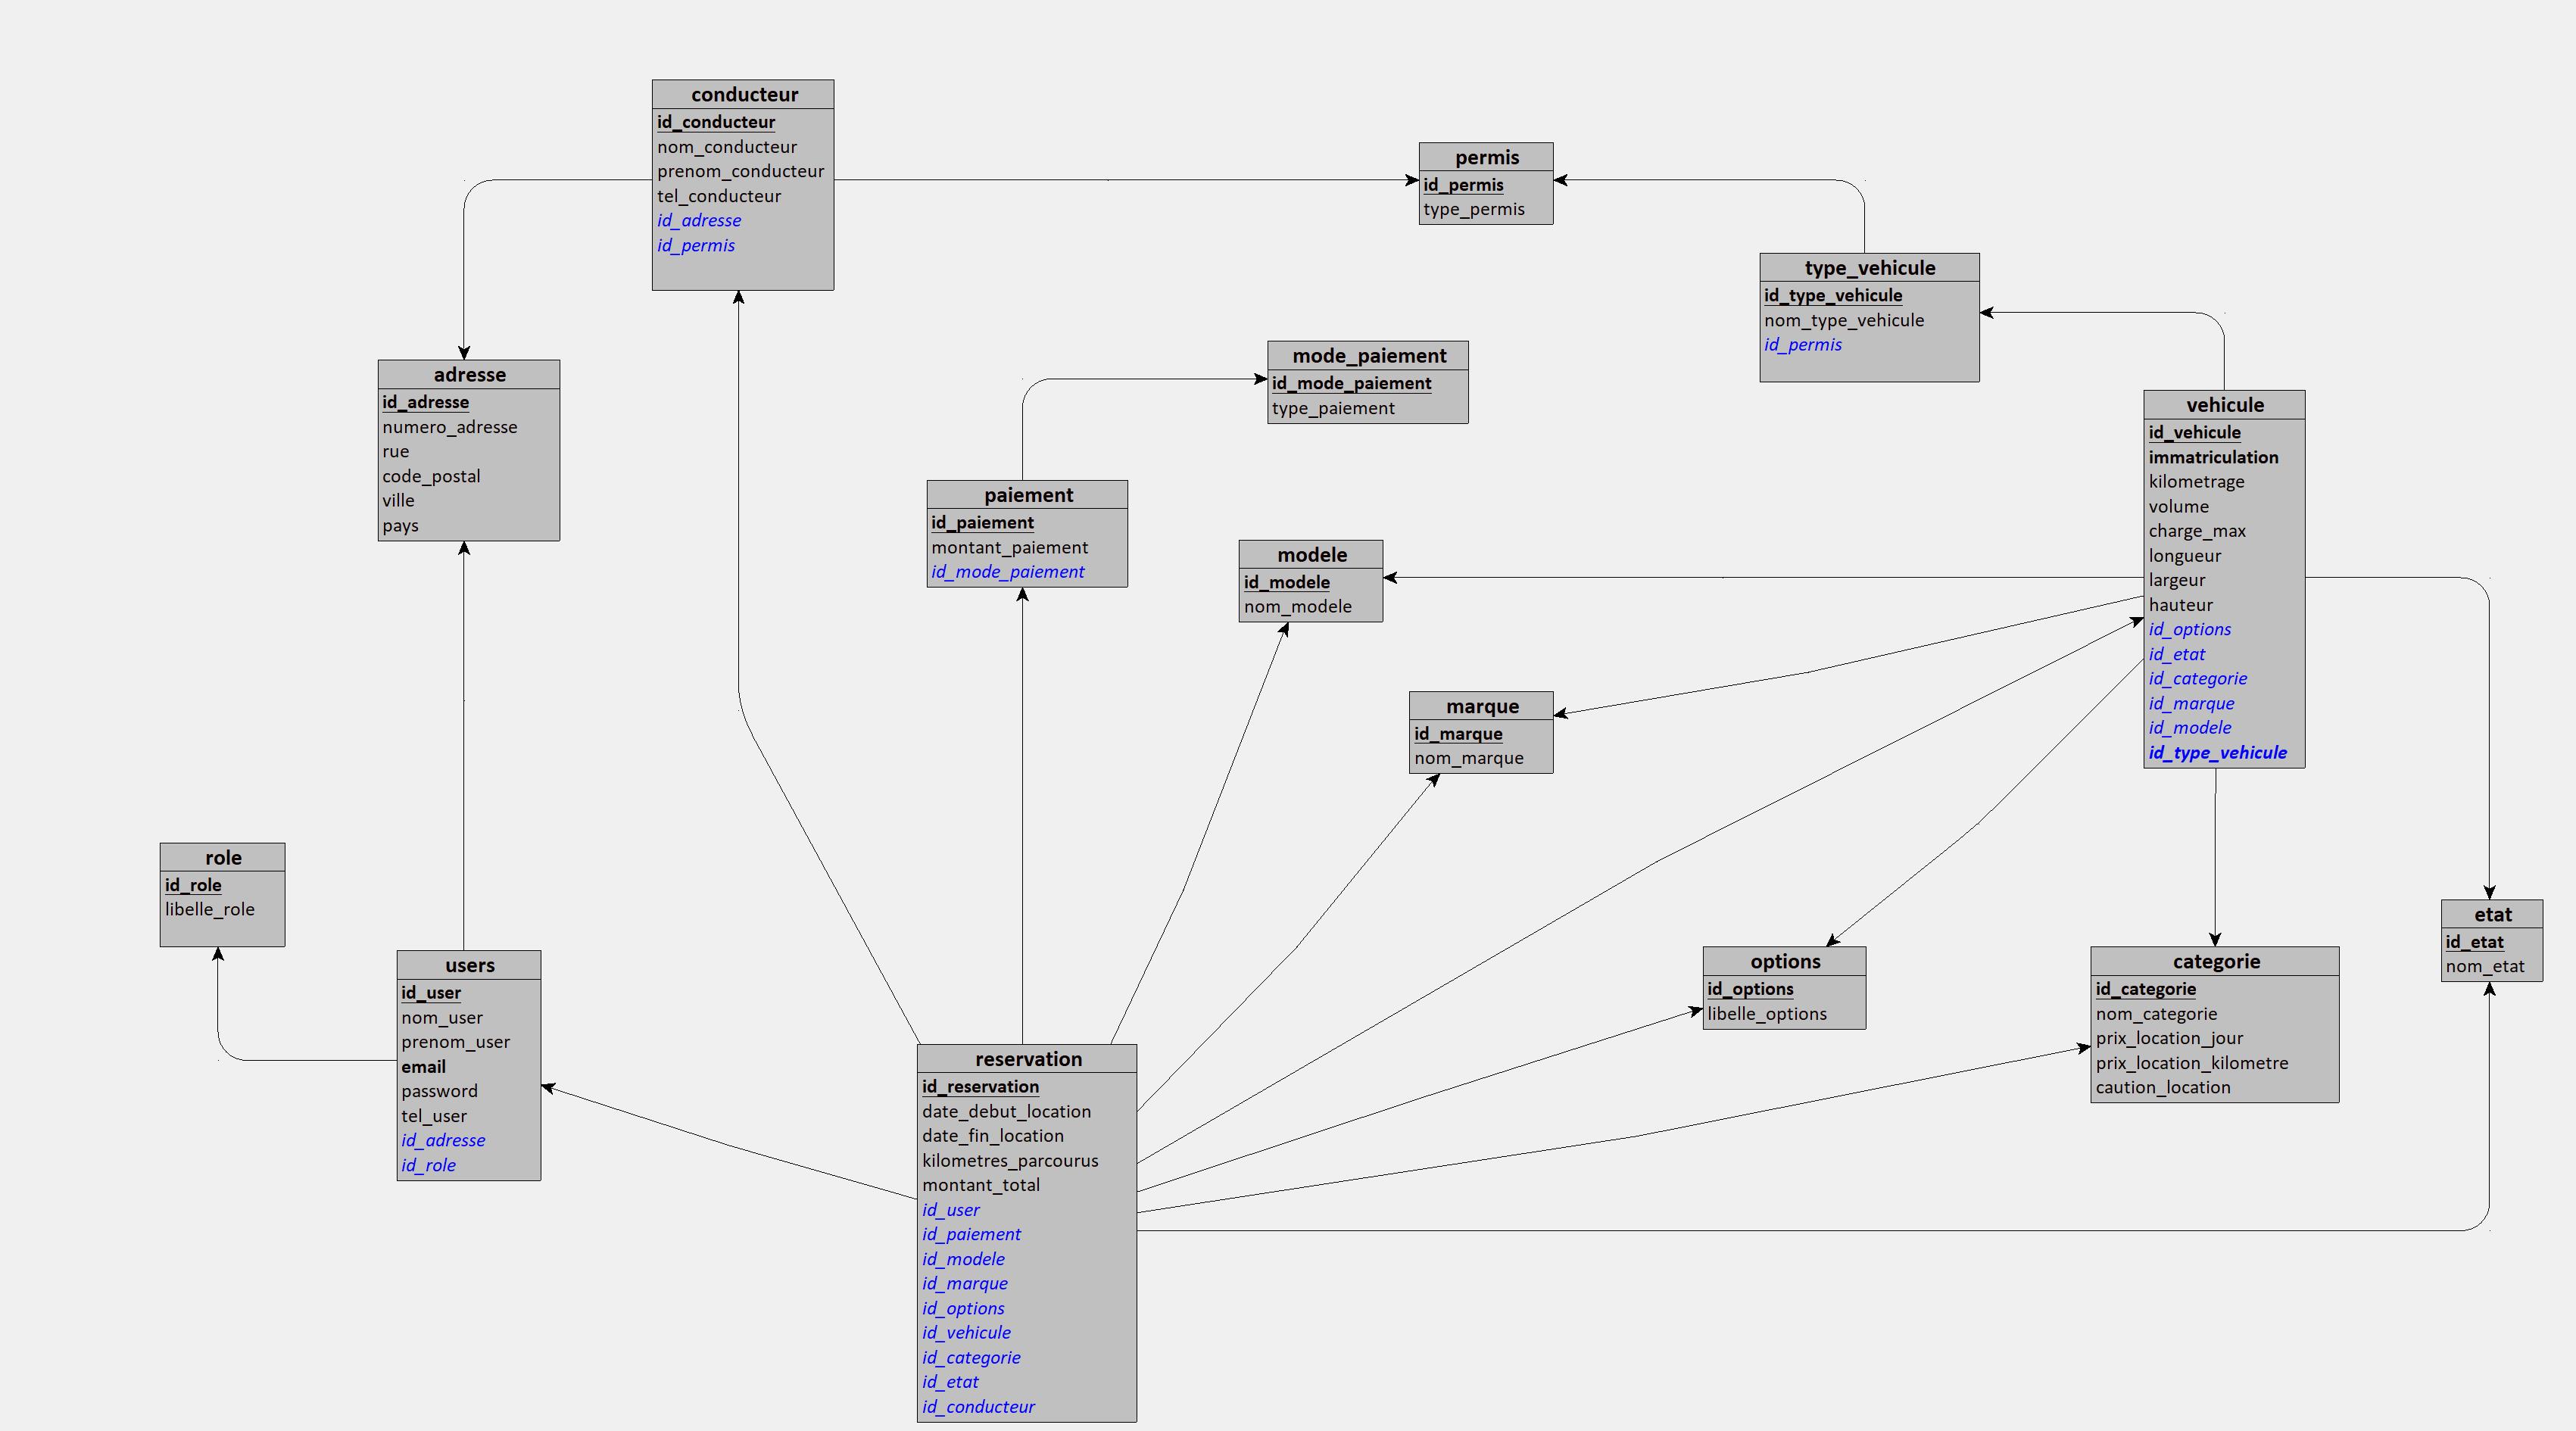 conducteur
id_conducteur
nom_conducteur
prenom_conducteur
tel_conducteur
id_adresse
id_permis
permis
id_permis
type_permis
type_vehicule
id_type_vehicule
nom_type_vehicule
id_permis
mode_paiement
id_mode_paiement
type_paiement
adresse
id_adresse
numero_adresse
rue
code_postal
ville
pays
vehicule
id_vehicule
immatriculation
kilometrage
volume
charge_max
longueur
largeur
hauteur
id_options
id_etat
id_categorie
id_marque
id_modele
id_type_vehicule
paiement
id_paiement
montant_paiement
id_mode_paiement
modele
id_modele
nom_modele
marque
id_marque
nom_marque
role
id_role
libelle_role
users
id_user
nom_user
prenom_user
email
password
tel_user
id_adresse
id_role
options
id_options
libelle_options
categorie
id_categorie
nom_categorie
prix_location_jour
prix_location_kilometre
caution_location
etat
id_etat
nom_etat
reservation
id_reservation
date_debut_location
date_fin_location
kilometres_parcourus
montant_total
id_user
id_paiement
id_modele
id_marque
id_options
id_vehicule
id_categorie
id_etat
id_conducteur